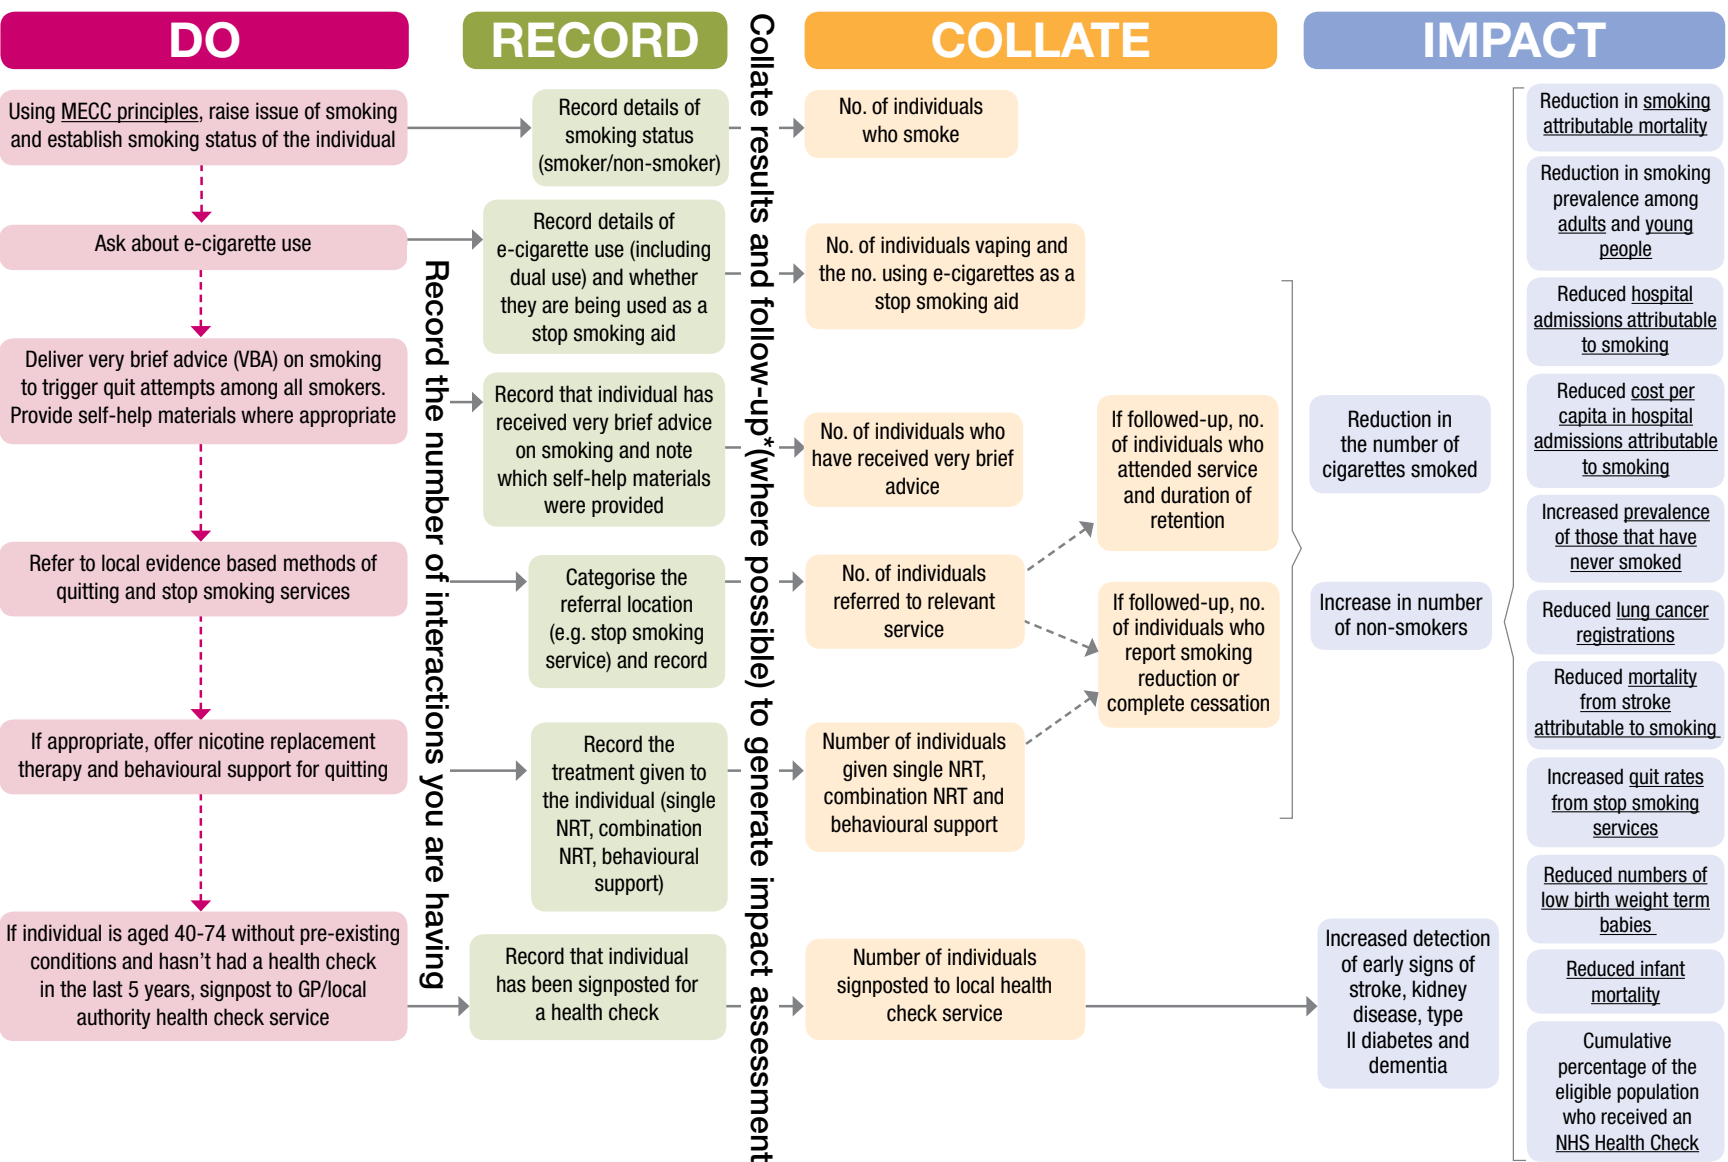 DO
Using MECC principles, raise issue of smoking
and establish smoking status of the individual
Ask about e-cigarette use
Deliver very brief advice (VBA) on smoking
to trigger quit attempts among all smokers.
Provide self-help materials where appropriate
Refer to local evidence based methods of
quitting and stop smoking services
If appropriate, offer nicotine replacement
therapy and behavioural support for quitting
If individual is aged 40-74 without pre-existing
conditions and hasn't had a health check
in the last 5 years, signpost to GP/local
authority health check service
Record the number of interactions you are having
RECORD
Record details of
smoking status
(smoker/non-smoker)
Record details of
e-cigarette use (including
dual use) and whether
they are being used as a
stop smoking aid
Record that individual has
received very brief advice
on smoking and note
which self-help materials
were provided
Categorise the
referral location
(e.g. stop smoking
service) and record
Record the
treatment given to
the individual (single
NRT, combination
NRT, behavioural
support)
Record that individual
has been signposted for
a health check
Collate results and follow-up*(where possible) to generate impact assessment
COLLATE
No. of individuals
who smoke
No. of individuals vaping and
the no. using e-cigarettes as a
stop smoking aid
No. of individuals who
have received very brief
advice
No. of individuals
referred to relevant
service
Number of individuals
given single NRT,
combination NRT and
behavioural support
Number of individuals
signposted to local health
check service
If followed-up, no.
of individuals who
attended service
and duration of
retention
If followed-up, no.
of individuals who
report smoking
reduction or
complete cessation
IMPACT
Reduction in
the number of
cigarettes smoked
Increase in number
of non-smokers
Increased detection
of early signs of
stroke, kidney
disease, type
II diabetes and
dementia
Reduction in smoking
attributable mortality
Reduction in smoking
prevalence among
adults and young
people
Reduced hospital
admissions attributable
to smoking
Reduced cost per
capita in hospital
admissions attributable
to smoking
Increased prevalence
of those that have
never smoked
Reduced lung cancer
registrations
Reduced mortality
from stroke
attributable to smoking
Increased quit rates
from stop smoking
services
Reduced numbers of
low birth weight term
babies
Reduced infant
mortality
Cumulative
percentage of the
eligible population
who received an
NHS Health Check